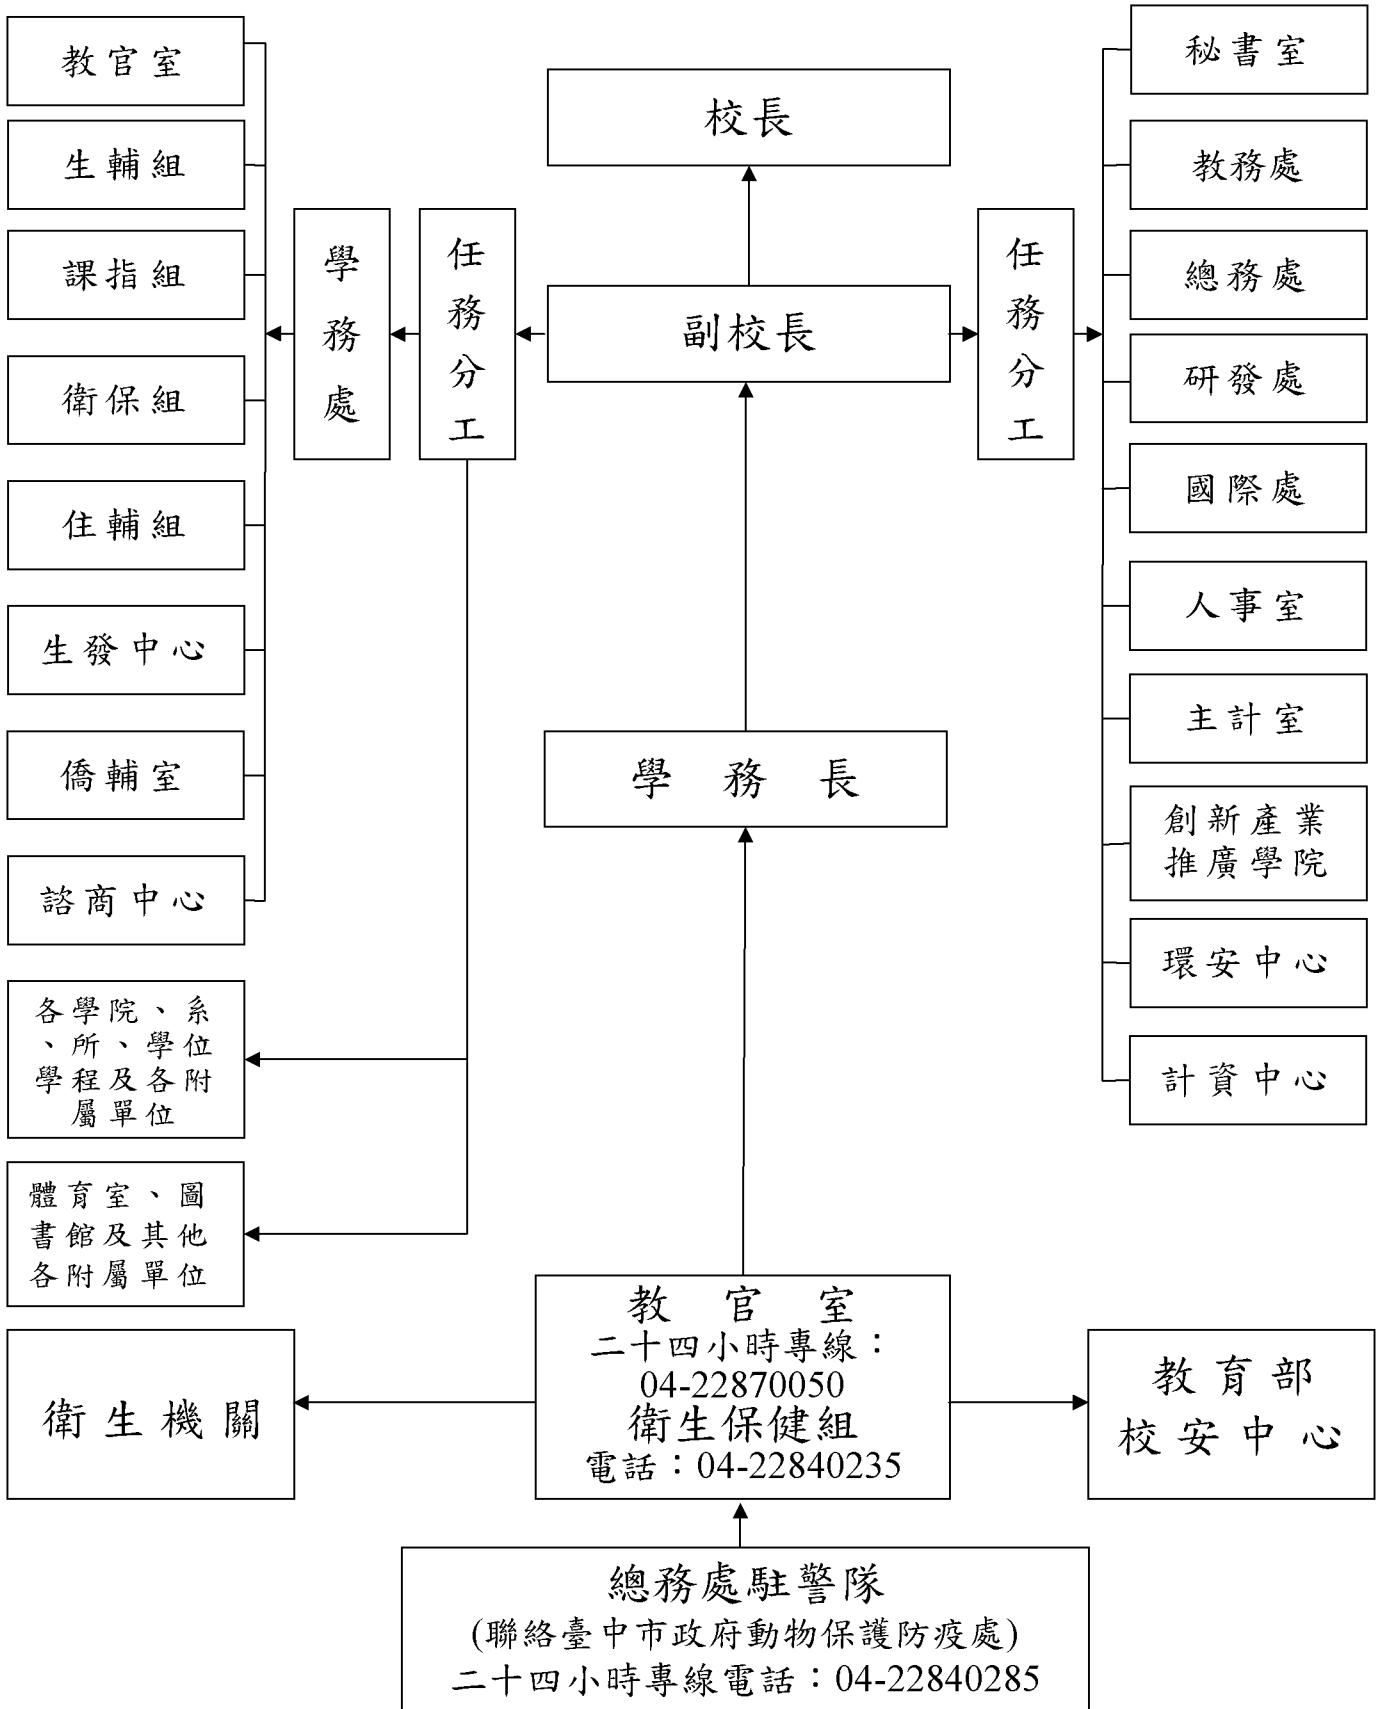 校長
副校長
學務長
任務分工
學務處
教官室
生輔組
課指組
衛保組
住輔組
生發中心
僑輔室
諮商中心
各學院、系
、所、學位
學程及各附
屬單位
體育室、圖
書館及其他
各附屬單位
任務分工
秘書室
教務處
總務處
研發處
國際處
人事室
主計室
創新產業
推廣學院
環安中心
計資中心
衛生機關
教官室
二十四小時專線：
04-22870050
衛生保健組
電話：04-22840235
教育部
校安中心
總務處駐警隊
(聯絡臺中市政府動物保護防疫處)
二十四小時專線電話：04-22840285